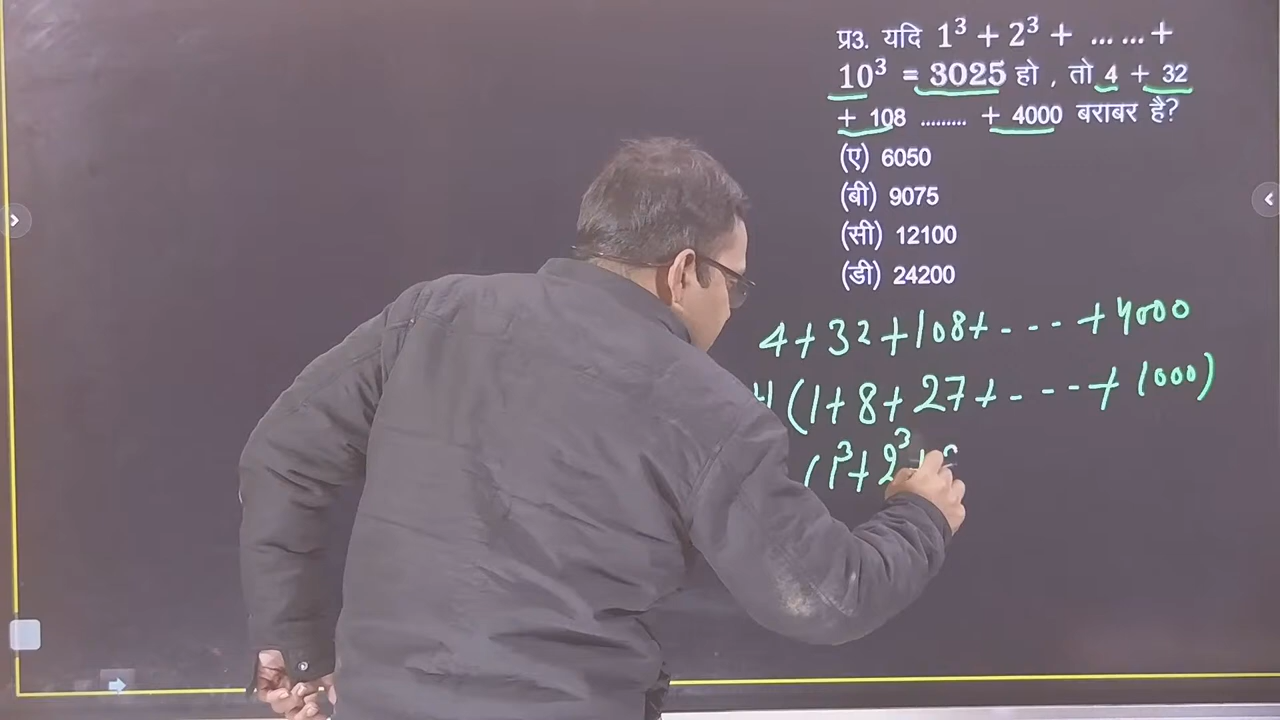 प्र3. यदि 1³ + 2³ + ... ... +
10³ = 3025 हो , तो 4 + 32
+ 108 ......... + 4000 बराबर है?
(ए) 6050
(बी) 9075
(सी) 12100
(डी) 24200
4+32+108+---+4000
4(1+8+27+----+1000)
(1³+2³+